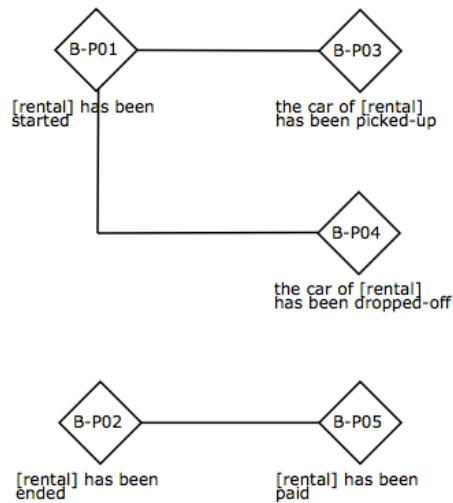 B-P01
B-P03
[rental] has been
started
the car of [rental]
has been picked-up
B-P04
the car of [rental]
has been dropped-off
B-P02
B-P05
[rental] has been
ended
[rental] has been
paid